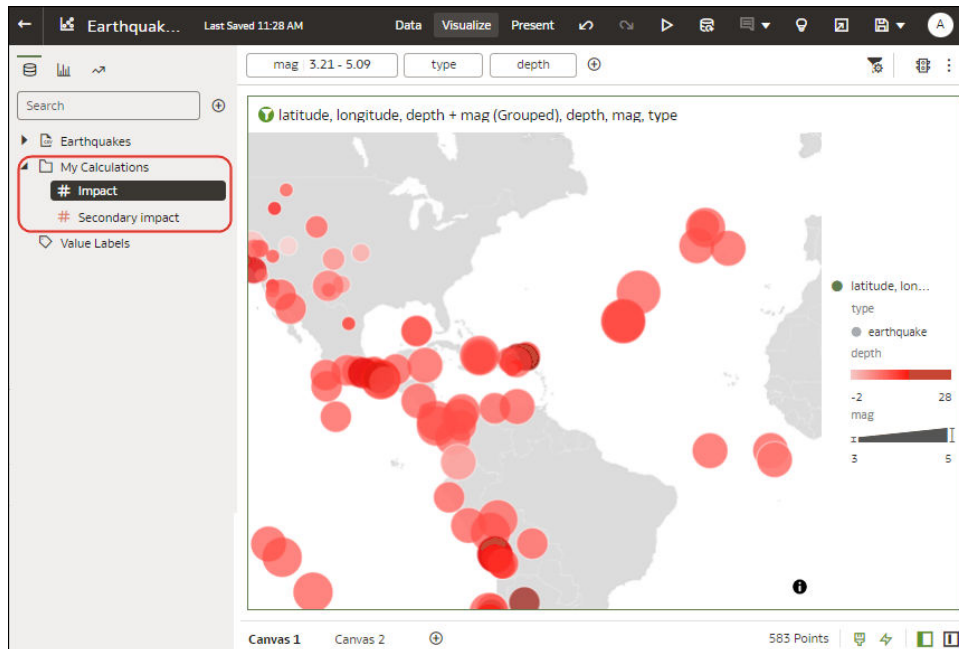 Earthquak... Last Saved 11:28 AM Data Visualize Present A
mag 3.21 - 5.09 type depth
Search
Earthquakes
My Calculations
# Impact
# Secondary impact
Value Labels
latitude, longitude, depth + mag (Grouped), depth, mag, type
latitude, lon...
type
earthquake
depth
-2 28
mag
3 5
Canvas 1 Canvas 2 583 Points